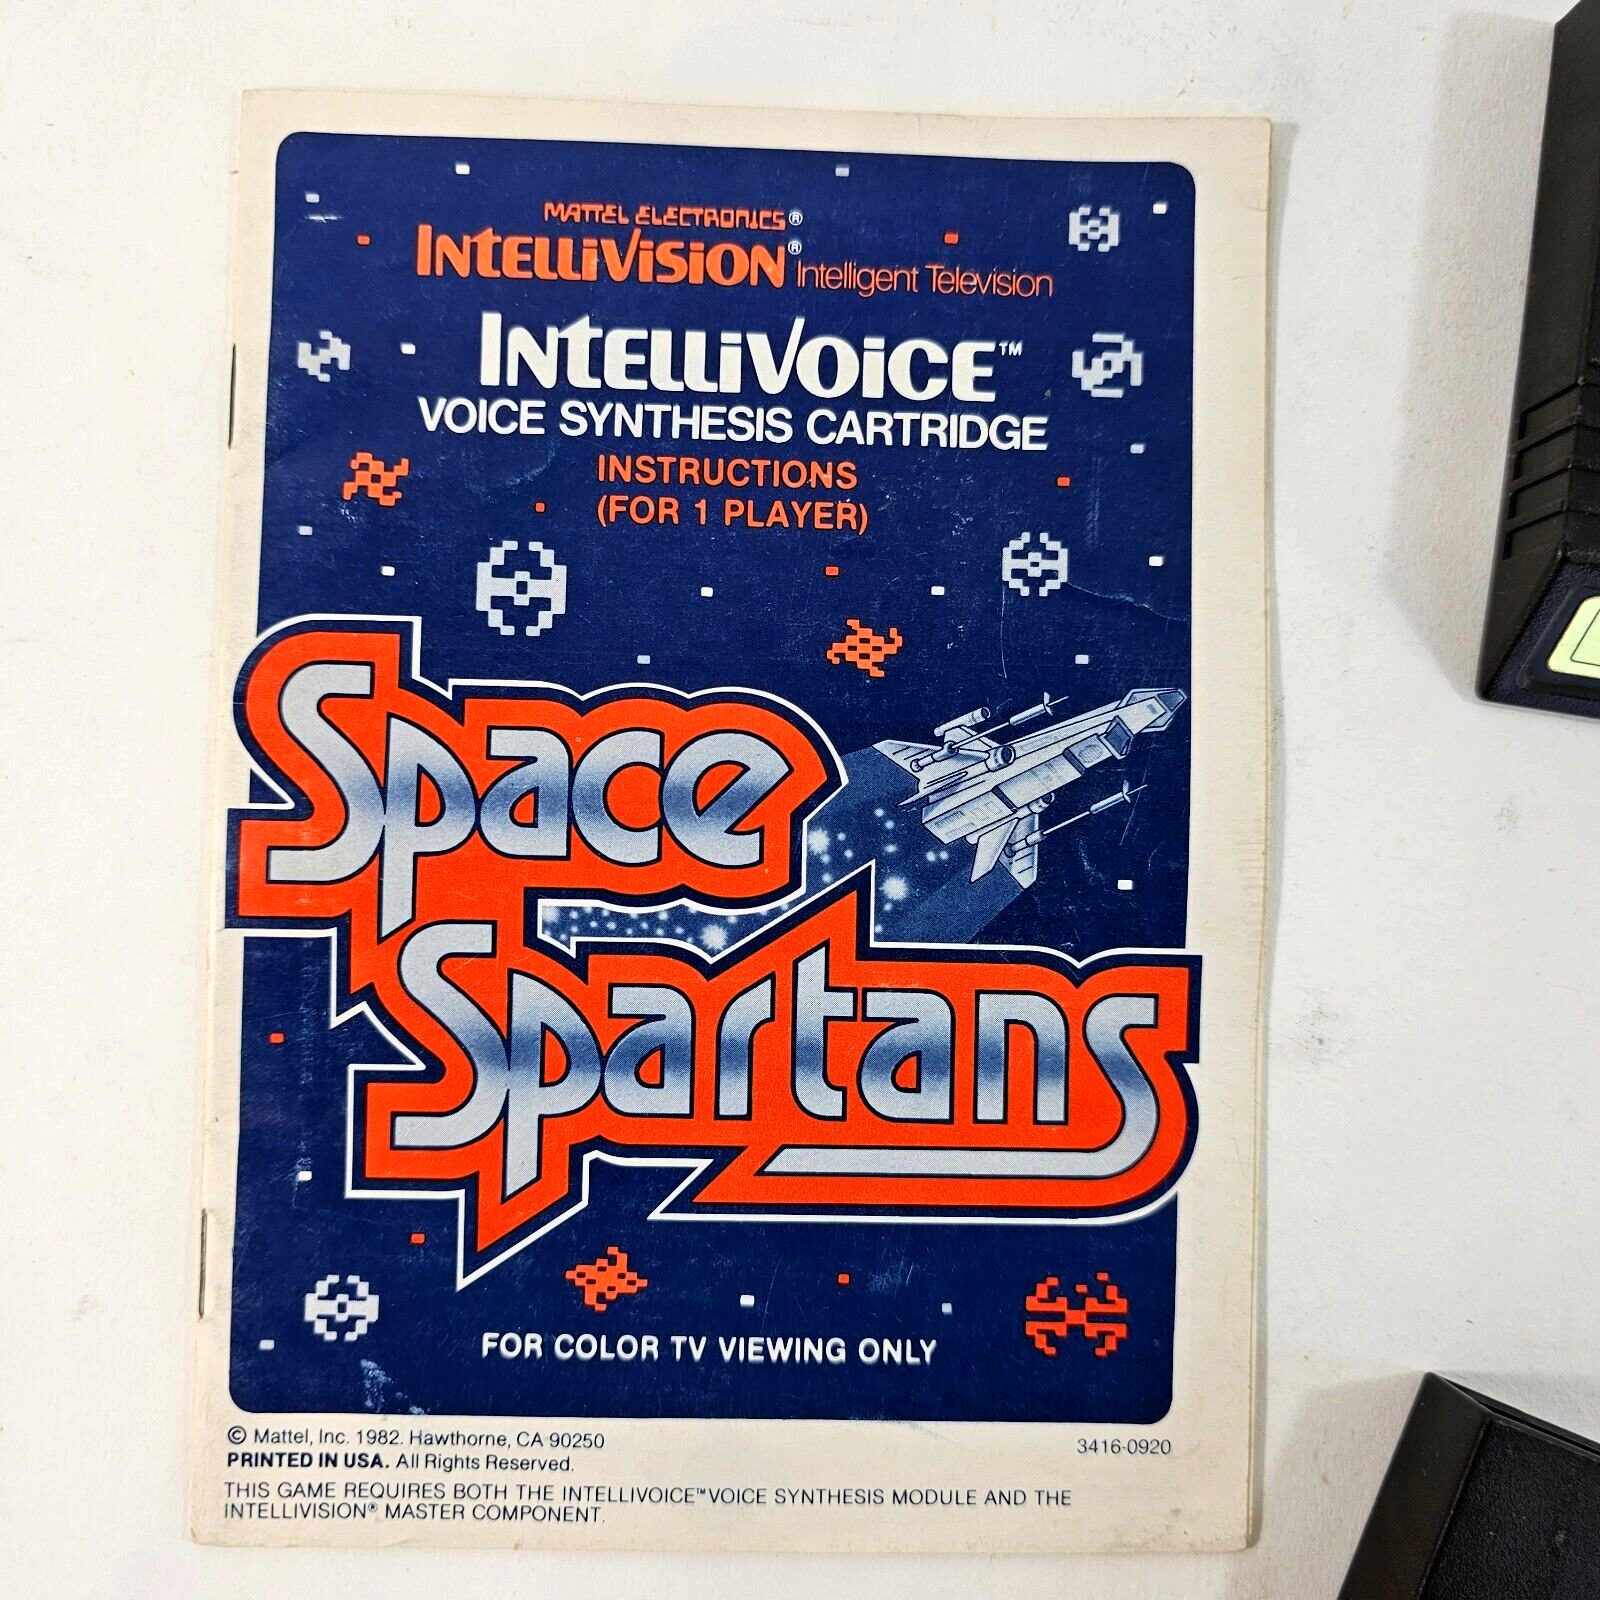 MATTEL ELECTRONICS®
INTELLIVISION® Intelligent Television
INTELLIVOICE™
VOICE SYNTHESIS CARTRIDGE
INSTRUCTIONS
(FOR 1 PLAYER)
Space
Spartans
FOR COLOR TV VIEWING ONLY
© Mattel, Inc. 1982. Hawthorne, CA 90250
3416-0920
PRINTED IN USA. All Rights Reserved.
THIS GAME REQUIRES BOTH THE INTELLIVOICE™ VOICE SYNTHESIS MODULE AND THE
INTELLIVISION® MASTER COMPONENT.